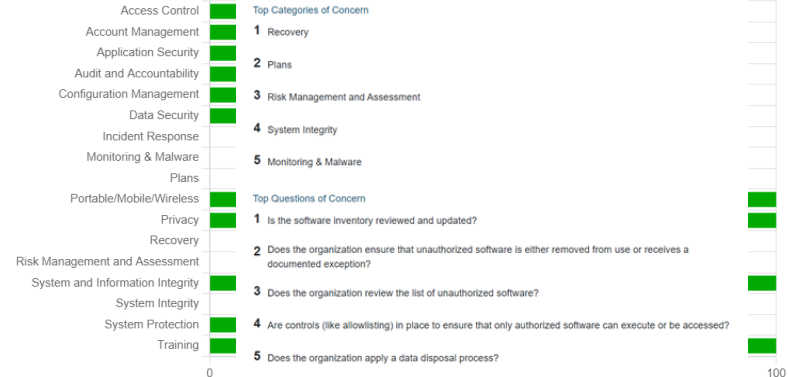 Access Control
Account Management
Application Security
Audit and Accountability
Configuration Management
Data Security
Incident Response
Monitoring & Malware
Plans
Portable/Mobile/Wireless
Privacy
Recovery
Risk Management and Assessment
System and Information Integrity
System Integrity
System Protection
Training
0
100
Top Categories of Concern
1 Recovery
2 Plans
3 Risk Management and Assessment
4 System Integrity
5 Monitoring & Malware
Top Questions of Concern
1 Is the software inventory reviewed and updated?
2 Does the organization ensure that unauthorized software is either removed from use or receives a
documented exception?
3 Does the organization review the list of unauthorized software?
4 Are controls (like allowlisting) in place to ensure that only authorized software can execute or be accessed?
5 Does the organization apply a data disposal process?